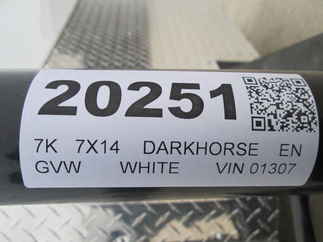 20251
7K 7X14 DARKHORSE EN
GVW WHITE VIN 01307